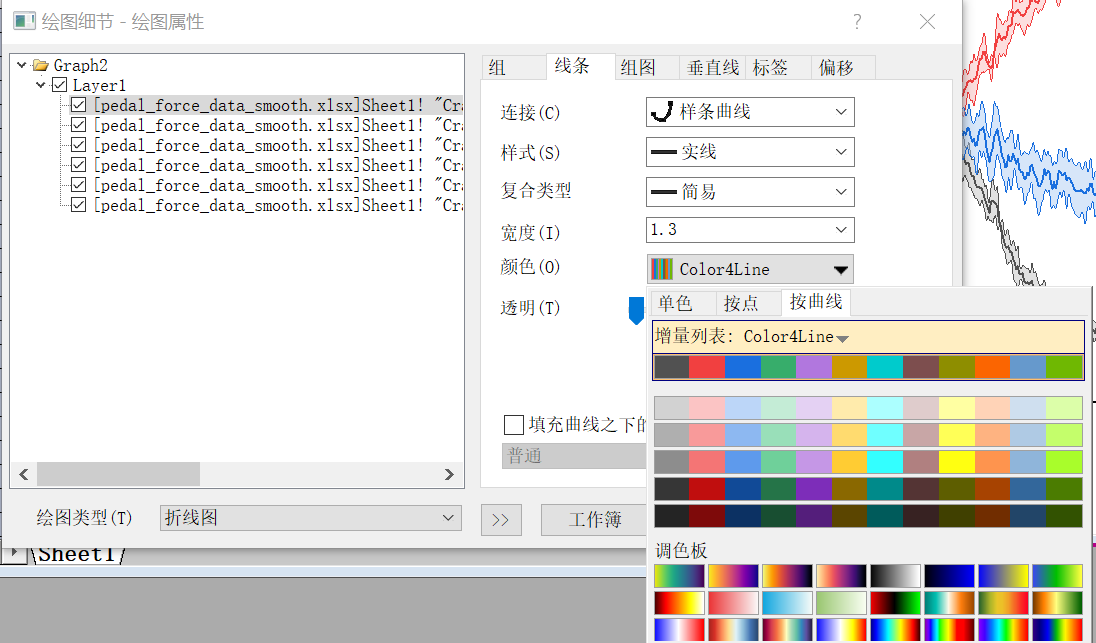 绘图细节 - 绘图属性
?
Graph2
Layer1
[pedal_force_data_smooth.xlsx]Sheet1! "Cra
[pedal_force_data_smooth.xlsx]Sheet1! "Cra
[pedal_force_data_smooth.xlsx]Sheet1! "Cra
[pedal_force_data_smooth.xlsx]Sheet1! "Cra
[pedal_force_data_smooth.xlsx]Sheet1! "Cra
[pedal_force_data_smooth.xlsx]Sheet1! "Cra
组 线条 组图 垂直线 标签 偏移
连接(C) 样条曲线
样式(S) 实线
复合类型 简易
宽度(I) 1.3
颜色(O) Color4Line
透明(T)
单色 按点 按曲线
增量列表: Color4Line
填充曲线之下的
普通
调色板
绘图类型(T) 折线图 >> 工作簿
Sheet1